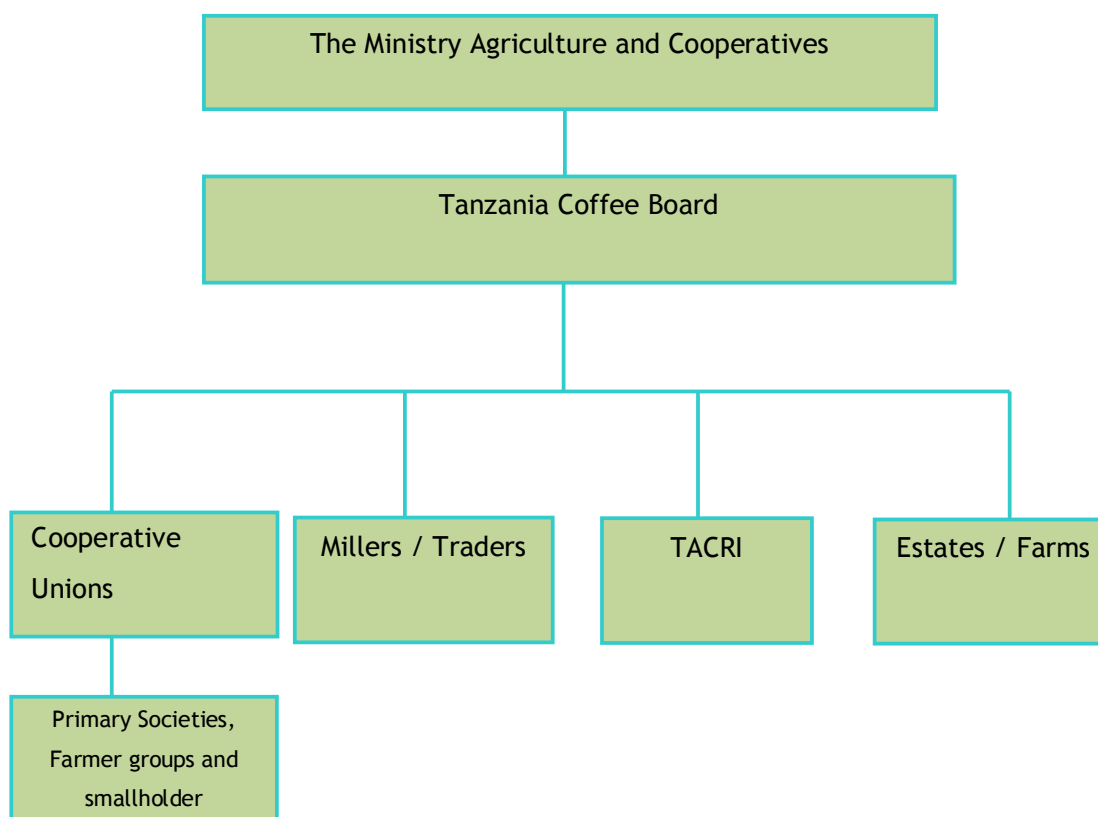 The Ministry Agriculture and Cooperatives
Tanzania Coffee Board
Cooperative
Unions
Millers / Traders
TACRI
Estates / Farms
Primary Societies,
Farmer groups and
smallholder